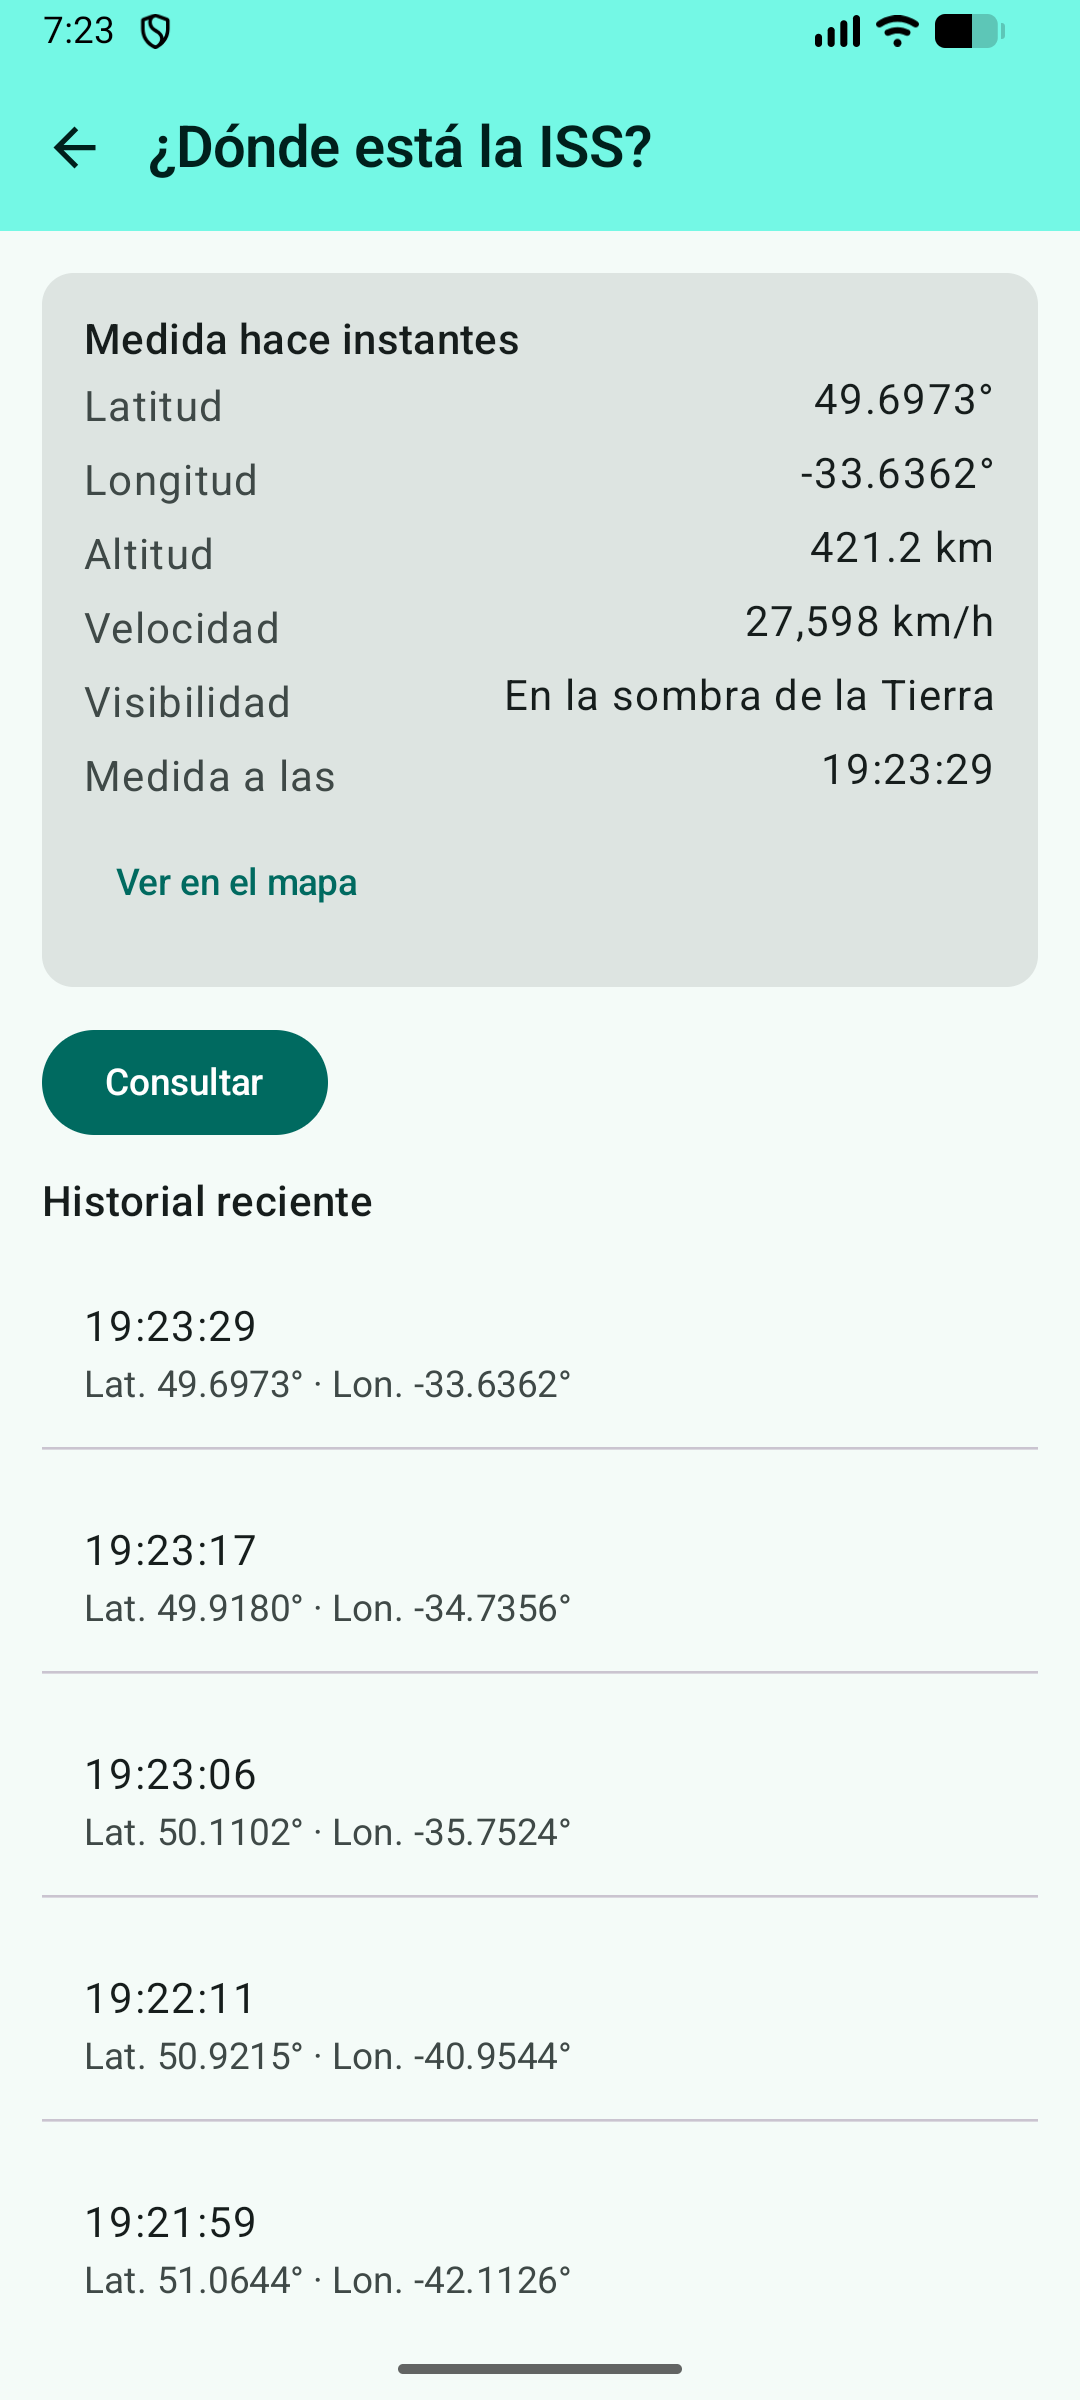 7:23
¿Dónde está la ISS?
Medida hace instantes
Latitud 49.6973°
Longitud -33.6362°
Altitud 421.2 km
Velocidad 27,598 km/h
Visibilidad En la sombra de la Tierra
Medida a las 19:23:29
Ver en el mapa
Consultar
Historial reciente
19:23:29
Lat. 49.6973° · Lon. -33.6362°
19:23:17
Lat. 49.9180° · Lon. -34.7356°
19:23:06
Lat. 50.1102° · Lon. -35.7524°
19:22:11
Lat. 50.9215° · Lon. -40.9544°
19:21:59
Lat. 51.0644° · Lon. -42.1126°